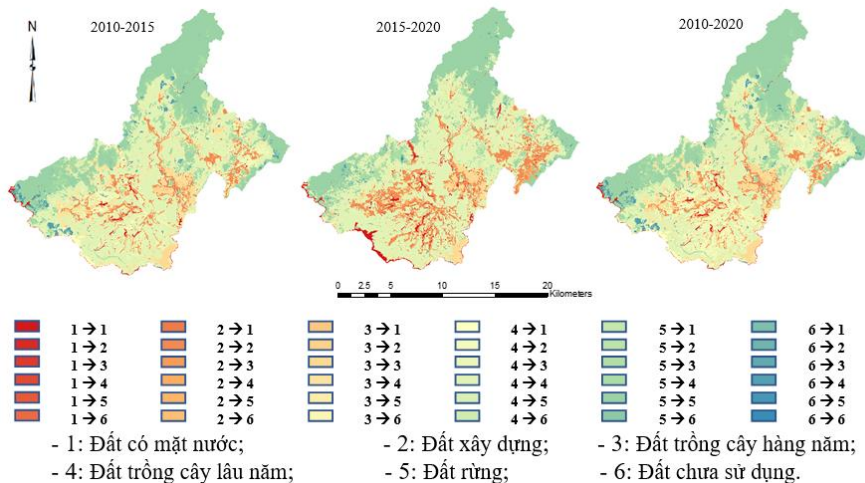 N
2010-2015
2015-2020
2010-2020
0 2.5 5 10 15 20
Kilometers
1 → 1 2 → 1 3 → 1 4 → 1 5 → 1 6 → 1
1 → 2 2 → 2 3 → 2 4 → 2 5 → 2 6 → 2
1 → 3 2 → 3 3 → 3 4 → 3 5 → 3 6 → 3
1 → 4 2 → 4 3 → 4 4 → 4 5 → 4 6 → 4
1 → 5 2 → 5 3 → 5 4 → 5 5 → 5 6 → 5
1 → 6 2 → 6 3 → 6 4 → 6 5 → 6 6 → 6
- 1: Đất có mặt nước; - 2: Đất xây dựng; - 3: Đất trồng cây hàng năm;
- 4: Đất trồng cây lâu năm; - 5: Đất rừng; - 6: Đất chưa sử dụng.